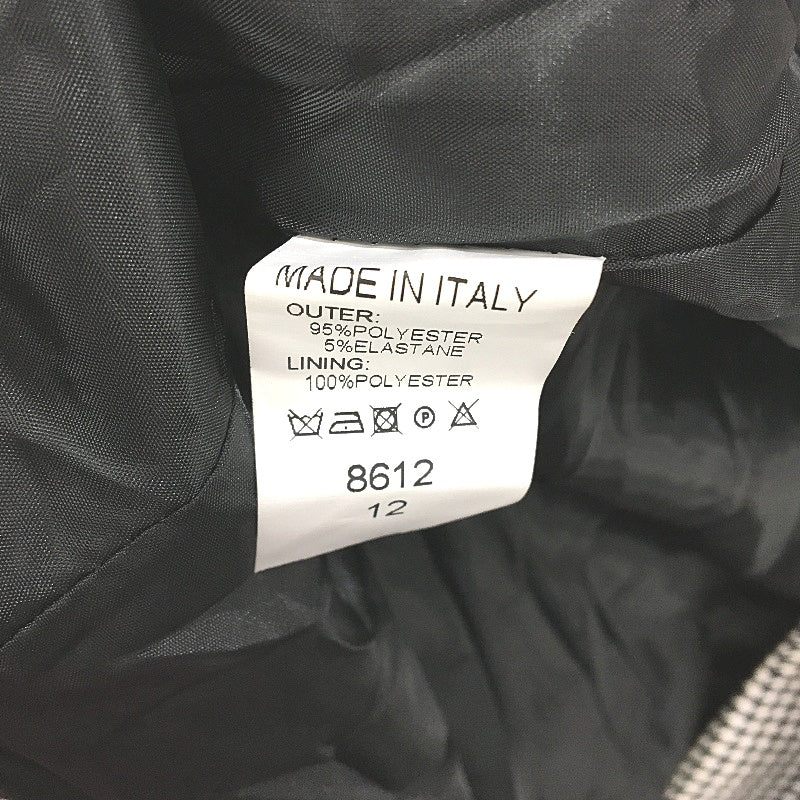 MADE IN ITALY
OUTER:
95%POLYESTER
5%ELASTANE
LINING:
100%POLYESTER
P
8612
12